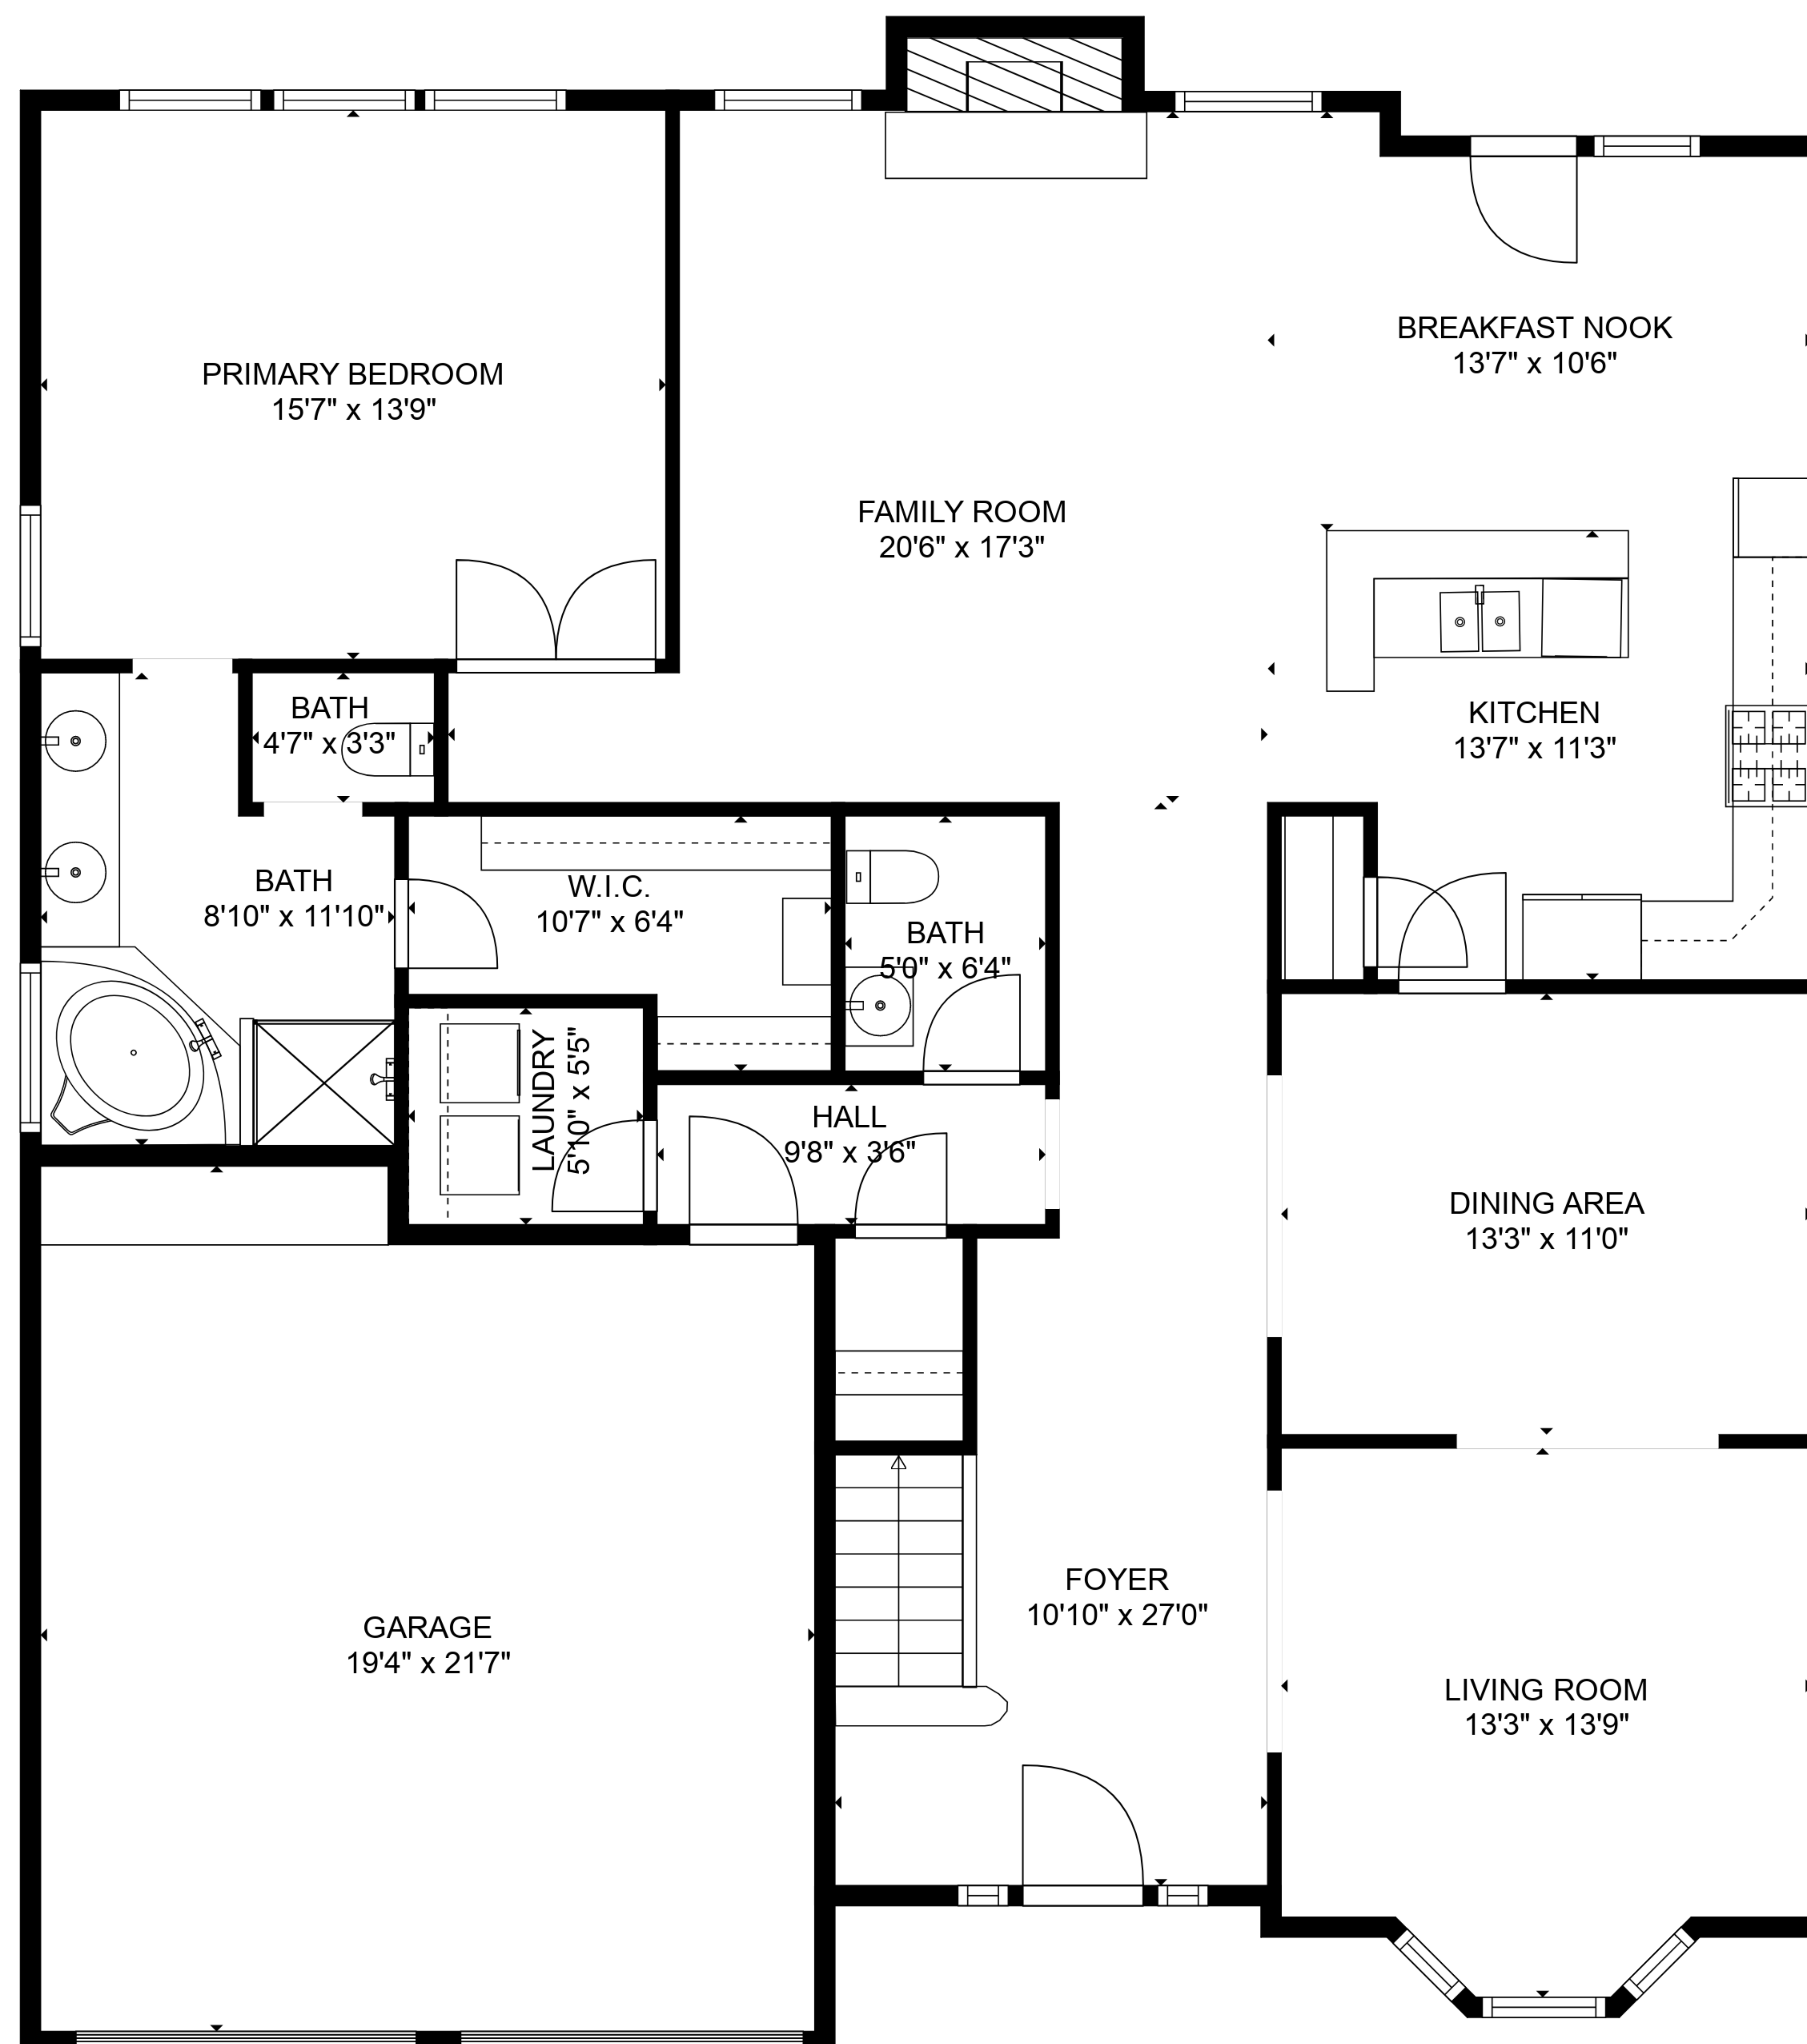 BREAKFAST NOOK
13'7" x 10'6"
PRIMARY BEDROOM
15'7" x 13'9"
FAMILY ROOM
20'6" x 17'3"
BATH
4'7" x 3'3"
KITCHEN
13'7" x 11'3"
BATH
8'10" x 11'10"
W.I.C.
10'7" x 6'4"
BATH
5'0" x 6'4"
LAUNDRY
5'10" x 5'5"
HALL
9'8" x 3'6"
DINING AREA
13'3" x 11'0"
FOYER
10'10" x 27'0"
GARAGE
19'4" x 21'7"
LIVING ROOM
13'3" x 13'9"